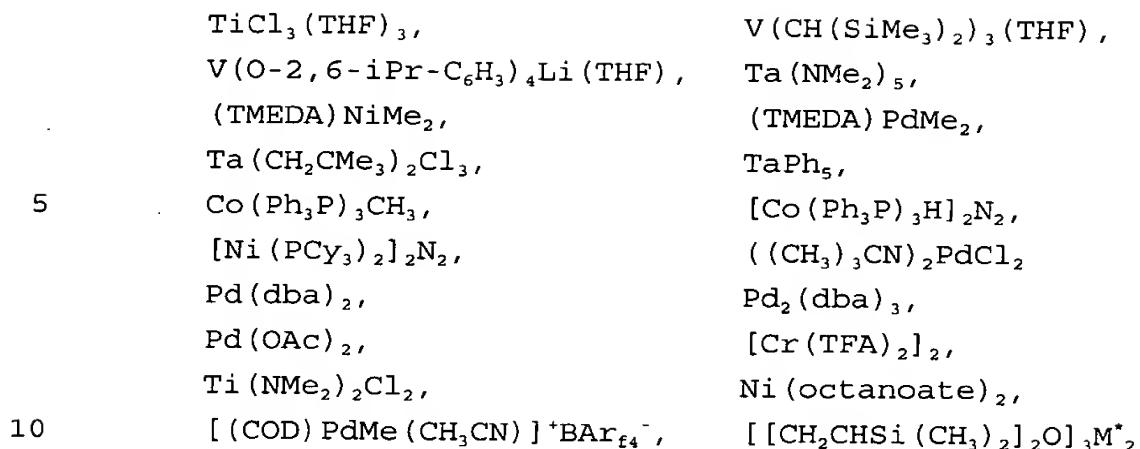 TiCl₃(THF)₃, V(CH(SiMe₃)₂)₃(THF),
V(O-2,6-iPr-C₆H₃)₄Li(THF), Ta(NMe₂)₅,
(TMEDA)NiMe₂, (TMEDA)PdMe₂,
Ta(CH₂CMe₃)₂Cl₃, TaPh₅,
5 Co(Ph₃P)₃CH₃, [Co(Ph₃P)₃H]₂N₂,
[Ni(PCy₃)₂]₂N₂, ((CH₃)₃CN)₂PdCl₂
Pd(dba)₂, Pd₂(dba)₃,
Pd(OAc)₂, [Cr(TFA)₂]₂,
Ti(NMe₂)₂Cl₂, Ni(octanoate)₂,
10 [(COD)PdMe(CH₃CN)]⁺BAr_f₄⁻, [[CH₂CHSi(CH₃)₂]₂O]₃M*₂